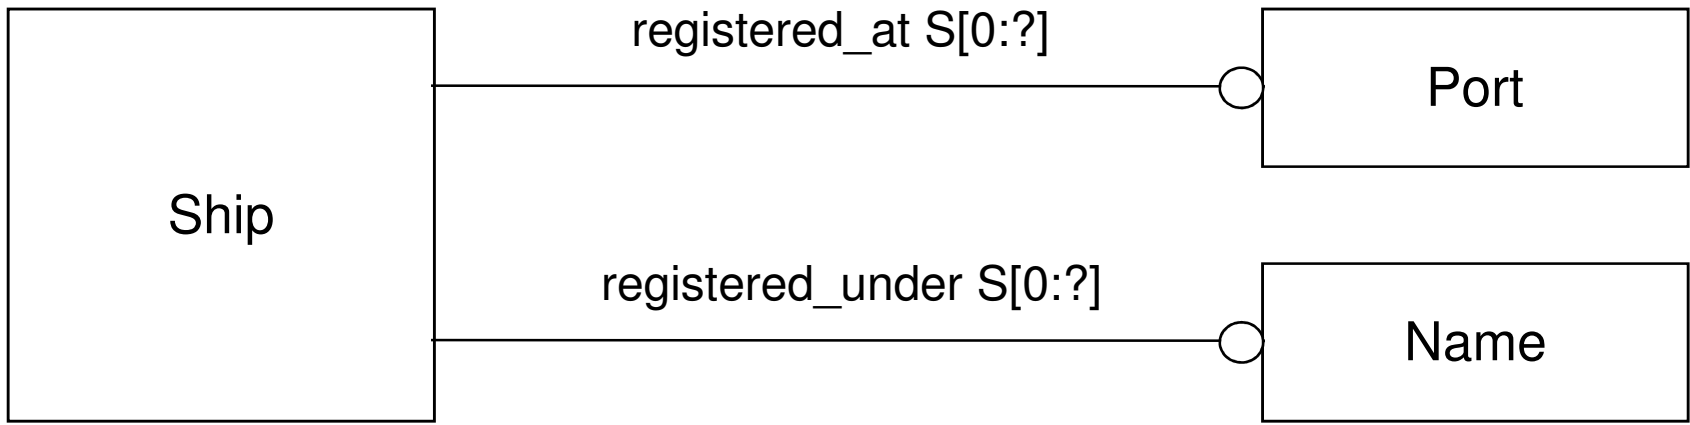 registered_at S[0:?]
Port
Ship
registered_under S[0:?]
Name